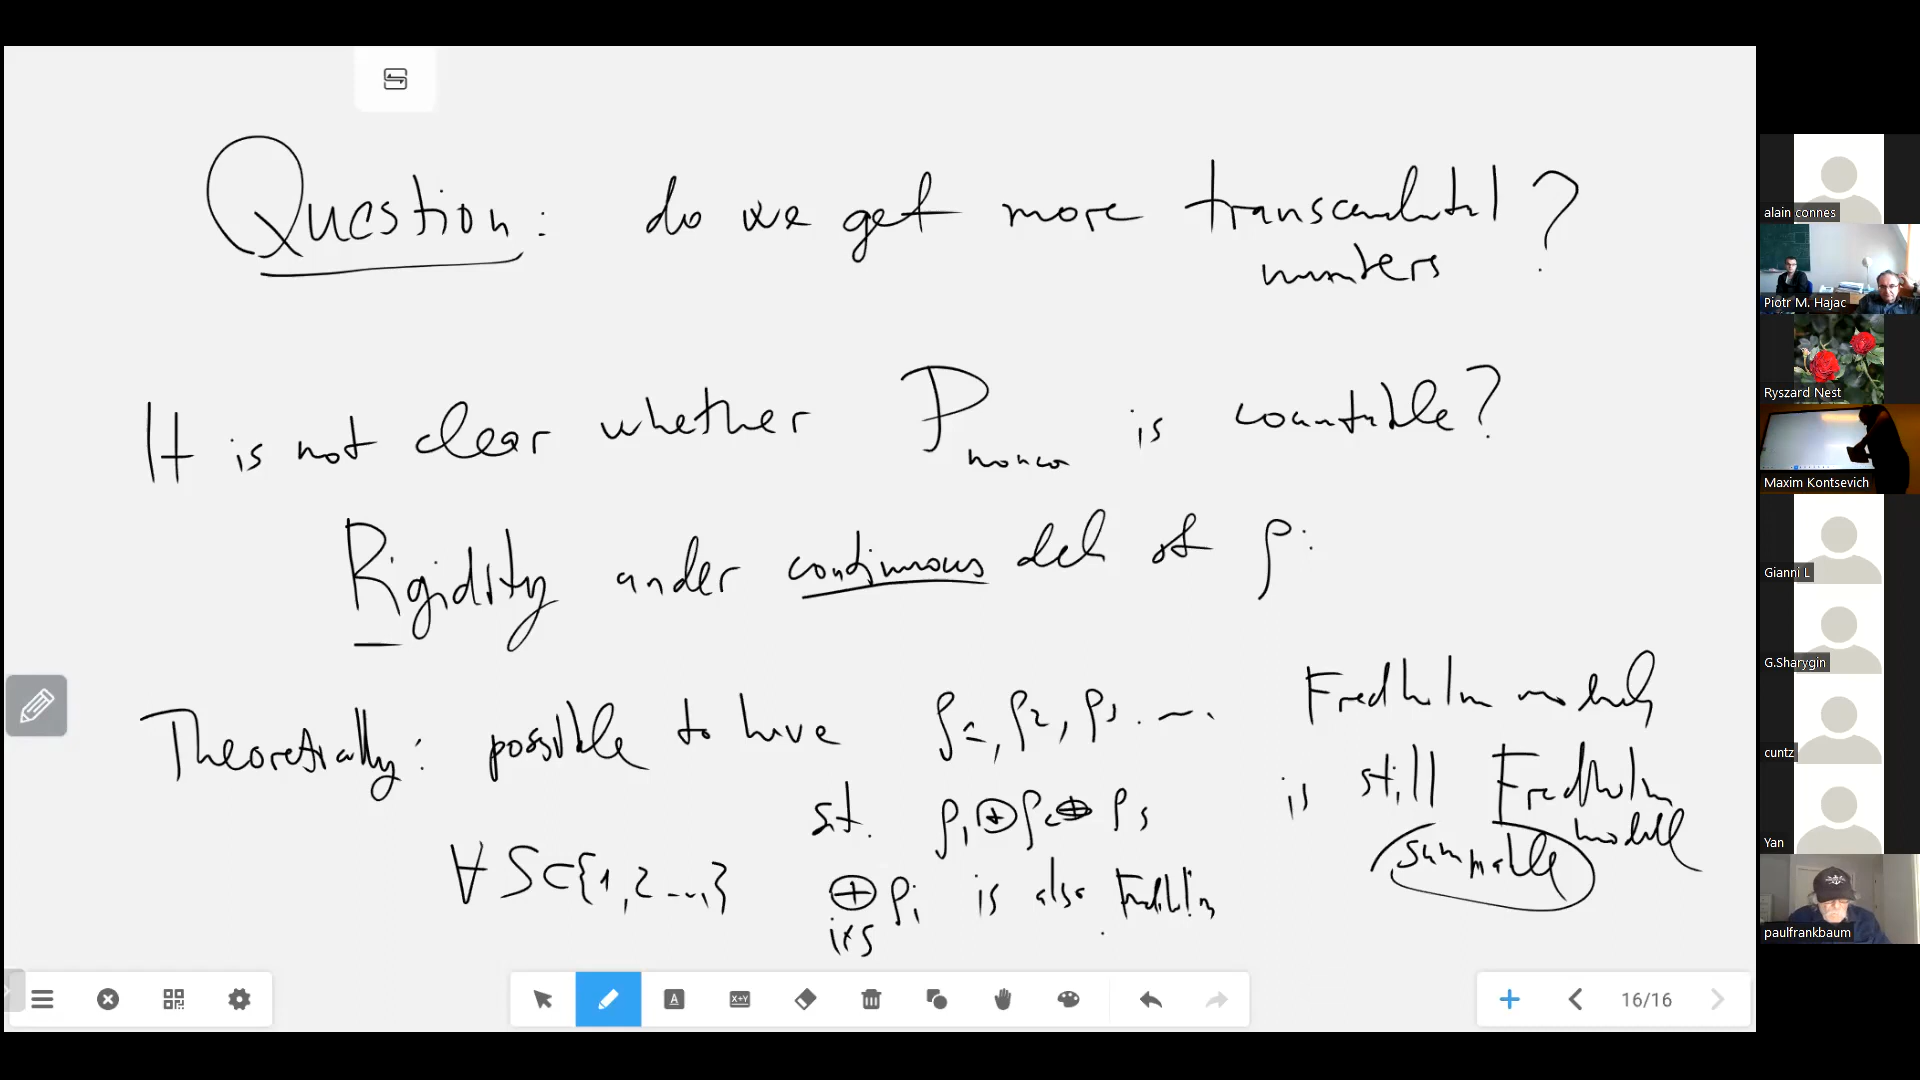 Question: do we get more transcendental ?
numbers
It is not clear whether P nonco is countable?
Rigidity under continuous def of ρ:
Theoretically: possible to have ρ1, ρ2, ρ3 .... Fredholm
s.t. ρ1 ⊕ ρ2 ⊕ ρ3 is still Fredholm
summable module
∀ S ⊂ {1, 2 ...,} ⊕ ρi is also Fredholm
i∈S
16/16
alain connes
Piotr M. Hajac
Ryszard Nest
Maxim Kontsevich
Gianni L
G.Sharygin
cuntz
Yan
paulfrankbaum
A
X+Y